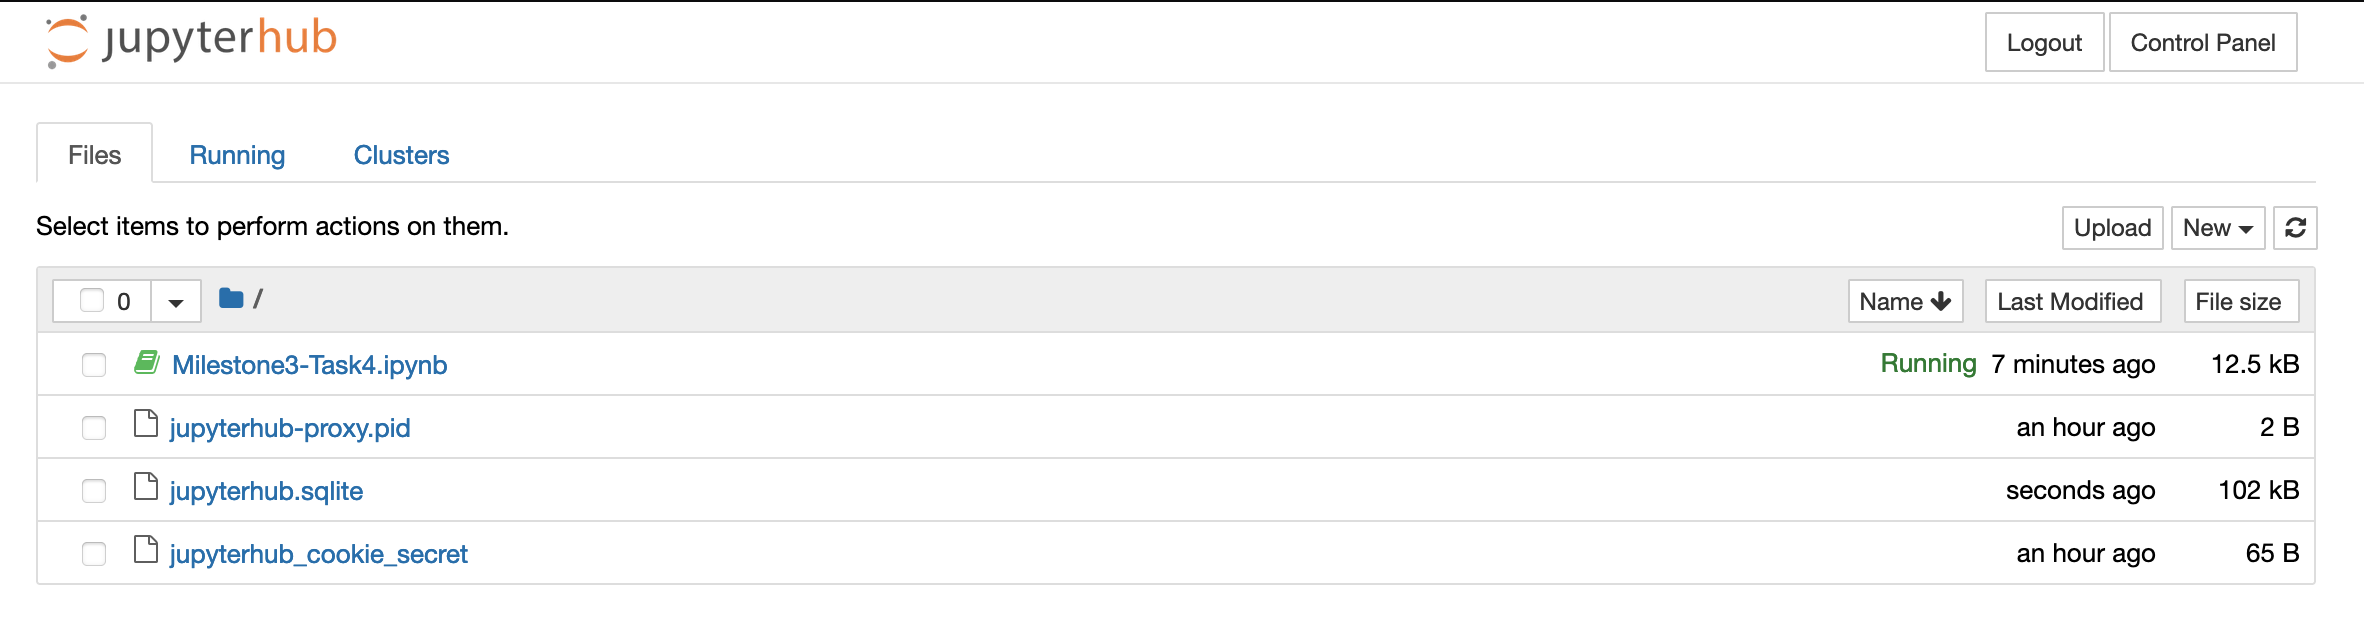 jupyterhub Logout Control Panel
Files Running Clusters
Select items to perform actions on them. Upload New
0 / Name Last Modified File size
Milestone3-Task4.ipynb Running 7 minutes ago 12.5 kB
jupyterhub-proxy.pid an hour ago 2 B
jupyterhub.sqlite seconds ago 102 kB
jupyterhub_cookie_secret an hour ago 65 B